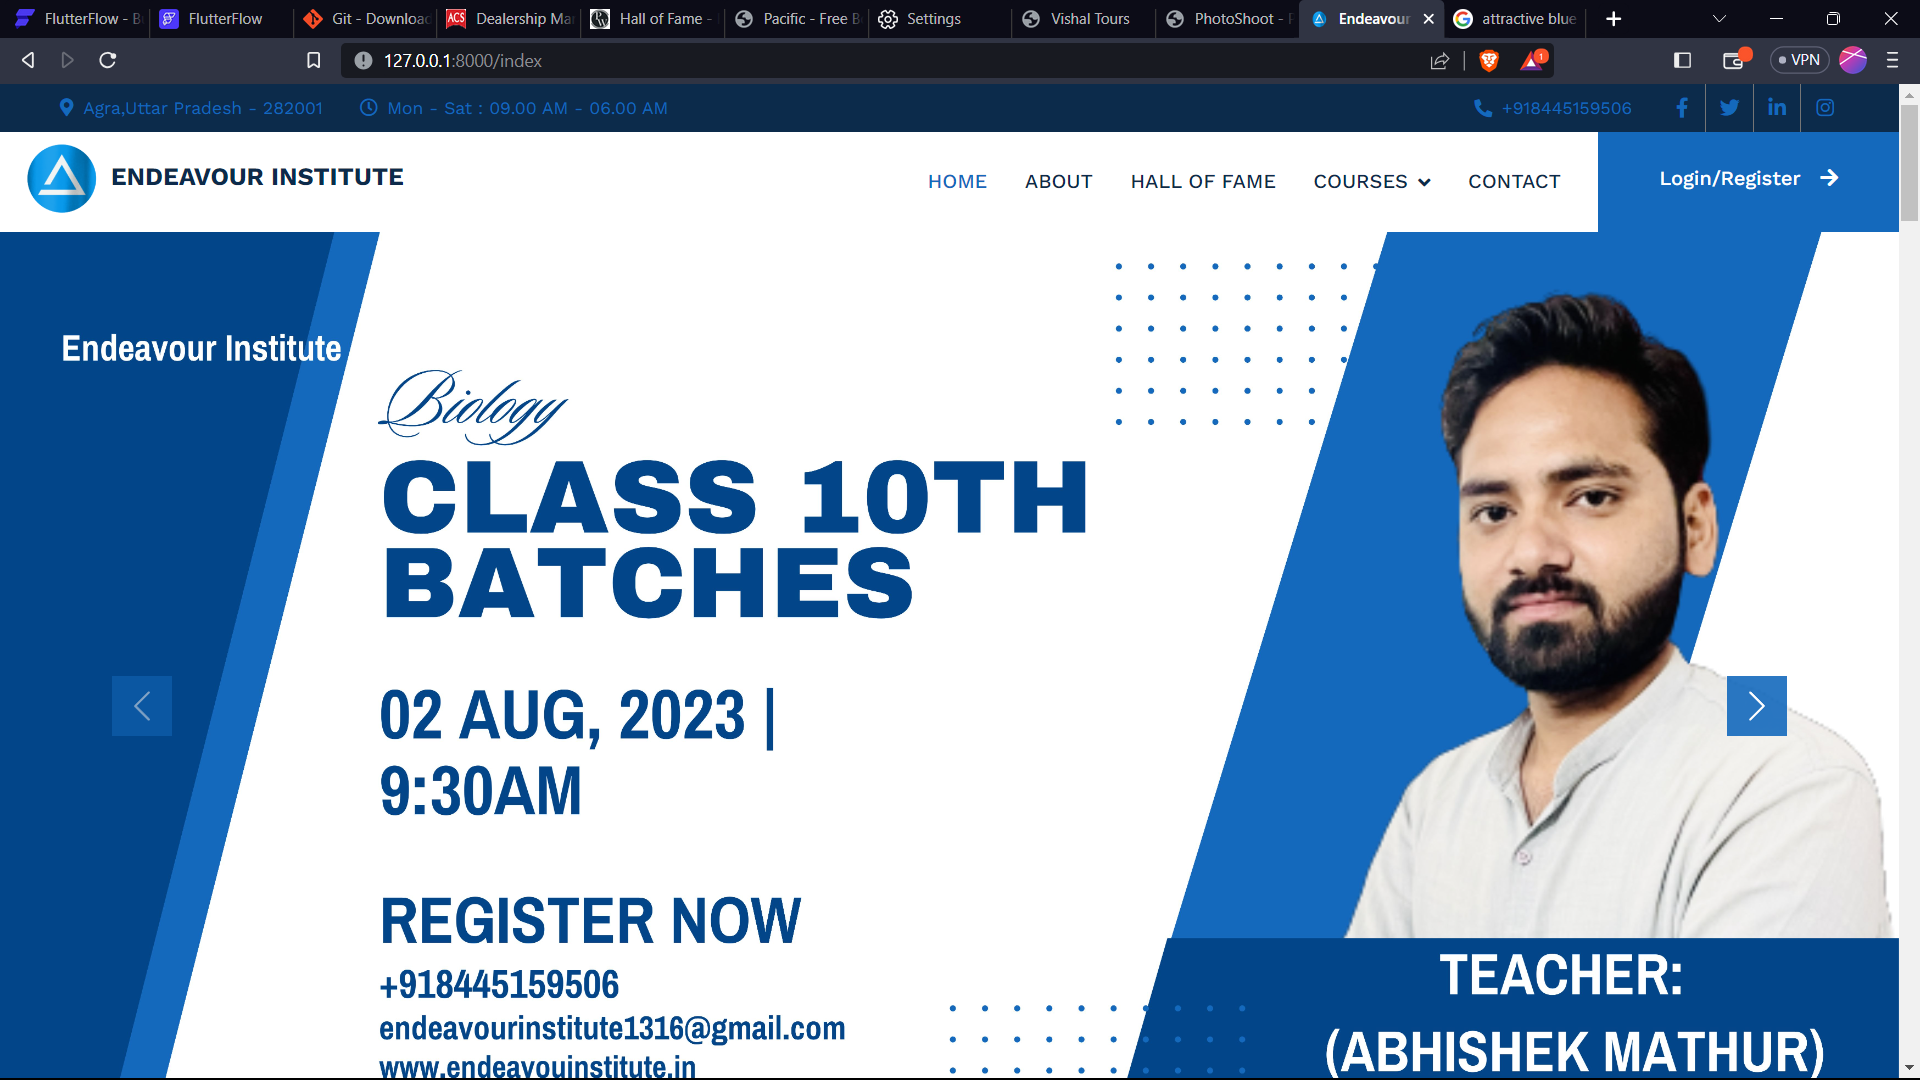 FlutterFlow - B
FlutterFlow
Git - Download
ACS Dealership Ma
Hall of Fame -
Pacific - Free B
Settings
Vishal Tours
PhotoShoot -
Endeavour
attractive blue
127.0.0.1:8000/index
1
VPN
Agra,Uttar Pradesh - 282001
Mon - Sat : 09.00 AM - 06.00 AM
+918445159506
ENDEAVOUR INSTITUTE
HOME
ABOUT
HALL OF FAME
COURSES
CONTACT
Login/Register
Endeavour Institute
Biology
CLASS 10TH
BATCHES
02 AUG, 2023 |
9:30AM
REGISTER NOW
+918445159506
endeavourinstitute1316@gmail.com
www.endeavouinstitute.in
TEACHER:
(ABHISHEK MATHUR)